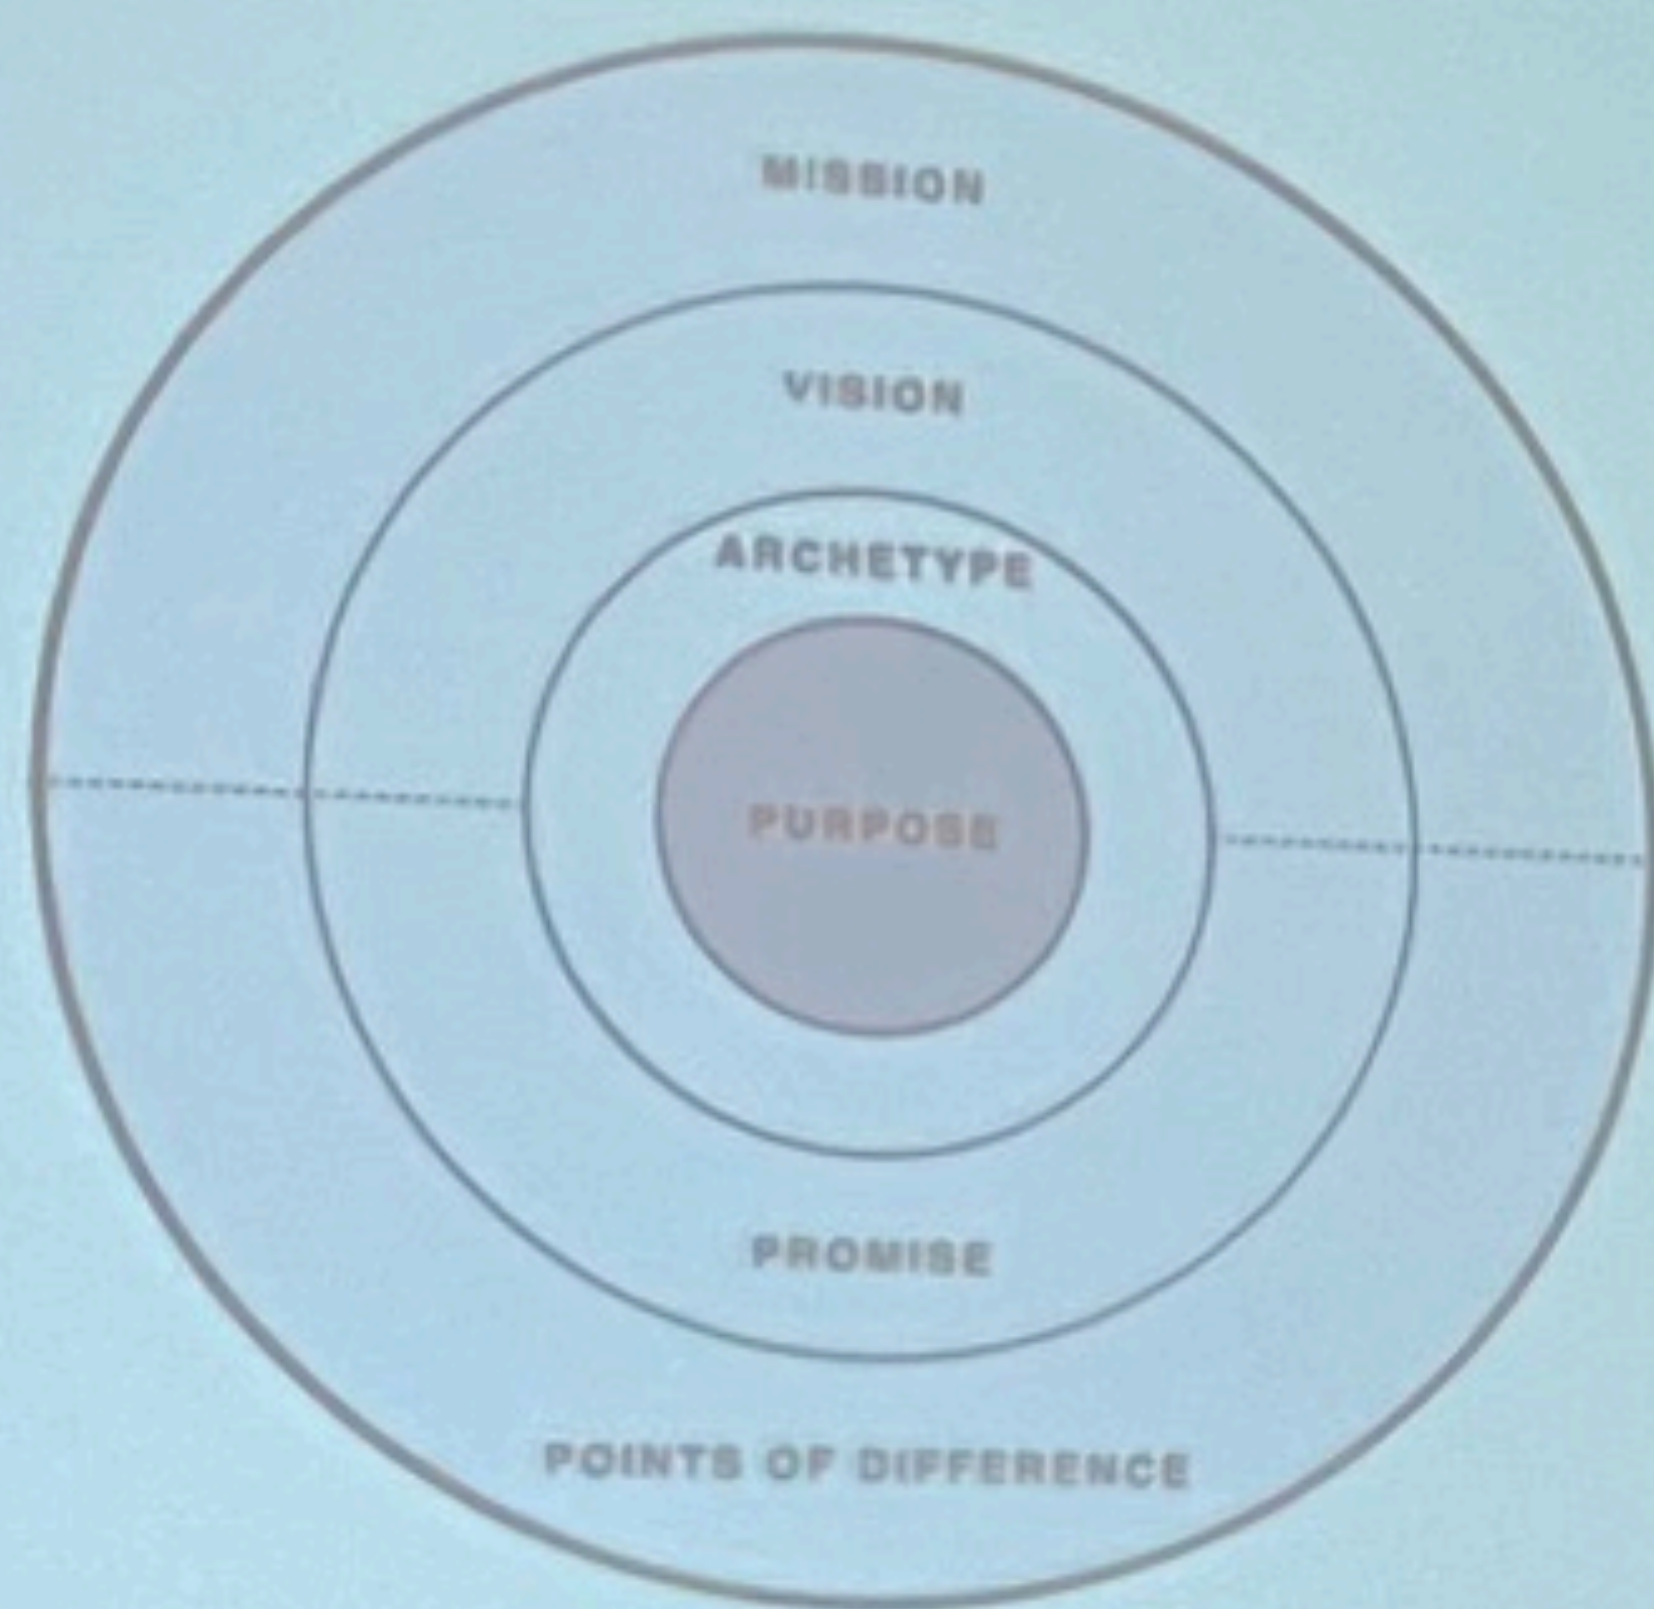 MISSION
VISION
ARCHETYPE
PURPOSE
PROMISE
POINTS OF DIFFERENCE